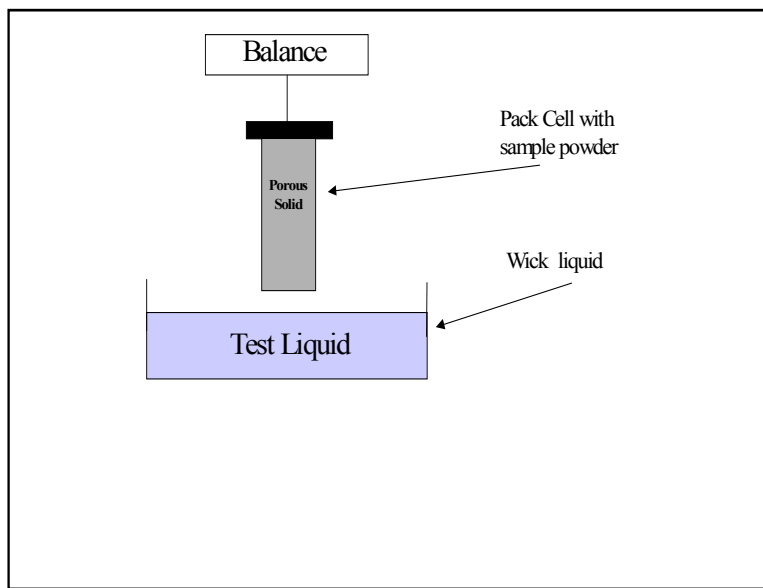 Balance
Pack Cell with
sample powder
Porous
Solid
Wick liquid
Test Liquid